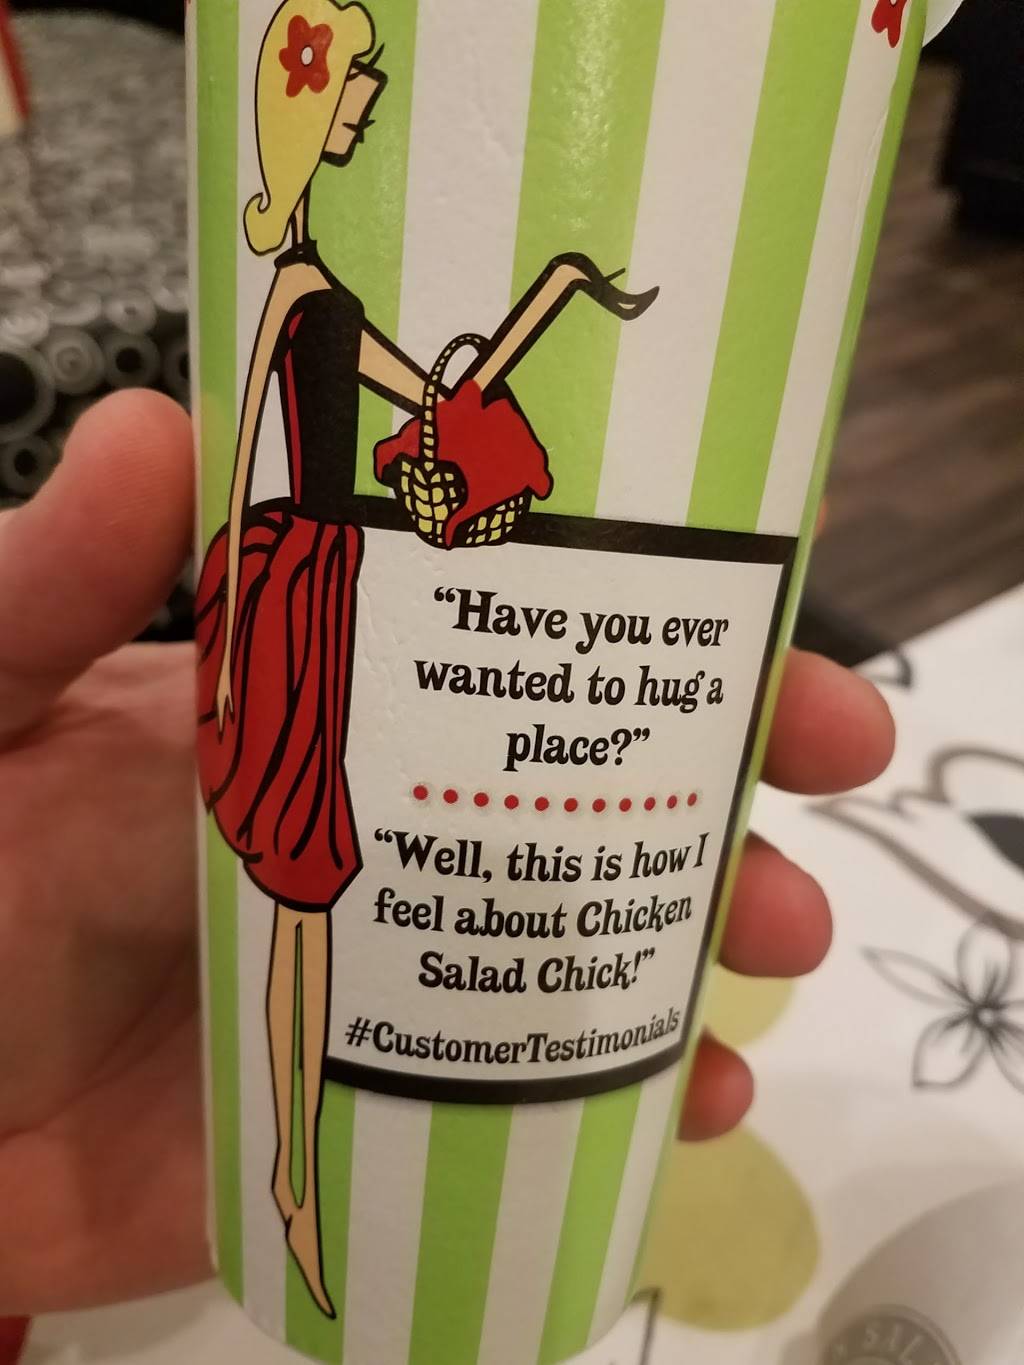 “Have you ever
wanted to hug a
place?”
“Well, this is how I
feel about Chicken
Salad Chick!”
#CustomerTestimonials